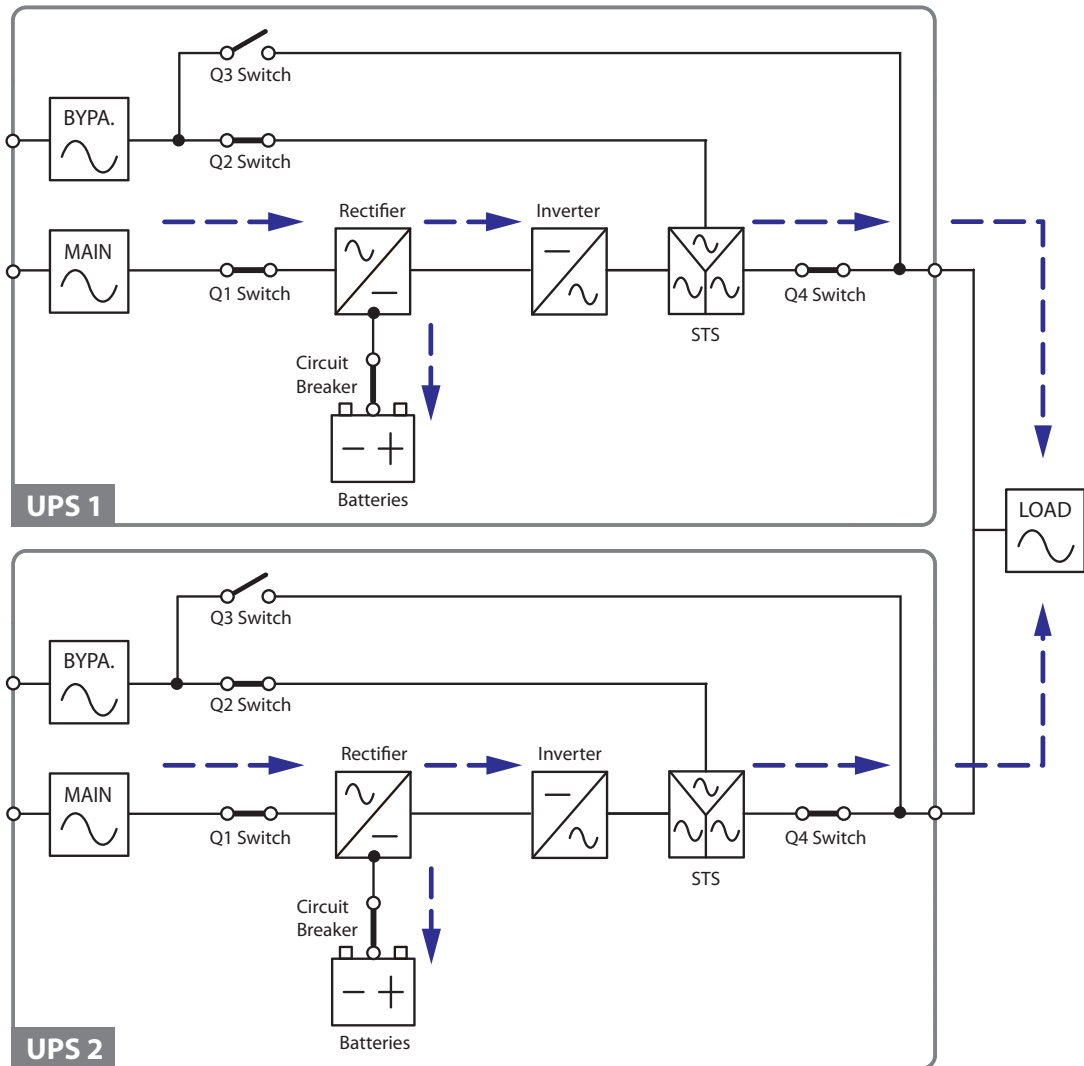 Q3 Switch
BYPA.
Q2 Switch
Rectifier
Inverter
MAIN
Q1 Switch
Q4 Switch
STS
Circuit
Breaker
Batteries
UPS 1
LOAD
Q3 Switch
BYPA.
Q2 Switch
Rectifier
Inverter
MAIN
Q1 Switch
Q4 Switch
STS
Circuit
Breaker
Batteries
UPS 2